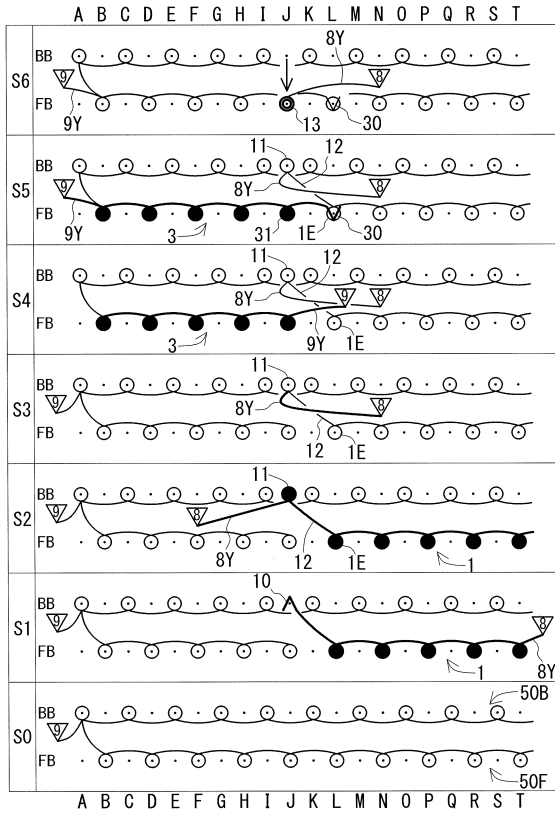 A B C D E F G H I J K L M N O P Q R S T
8Y
BB
9 8
S6
FB
9Y 13 30
11 12
BB
9 8Y 8
S5
FB
9Y 3 31 1E 30
11 12
BB
8Y 9 8
S4
FB
3 9Y 1E
11
BB
9 8Y 8
S3
FB
12 1E
11
BB
9 8
S2
FB
8Y 12 1E 1
10
BB
9 8
S1
FB
1 8Y
50B
BB
9
S0
FB
50F
A B C D E F G H I J K L M N O P Q R S T